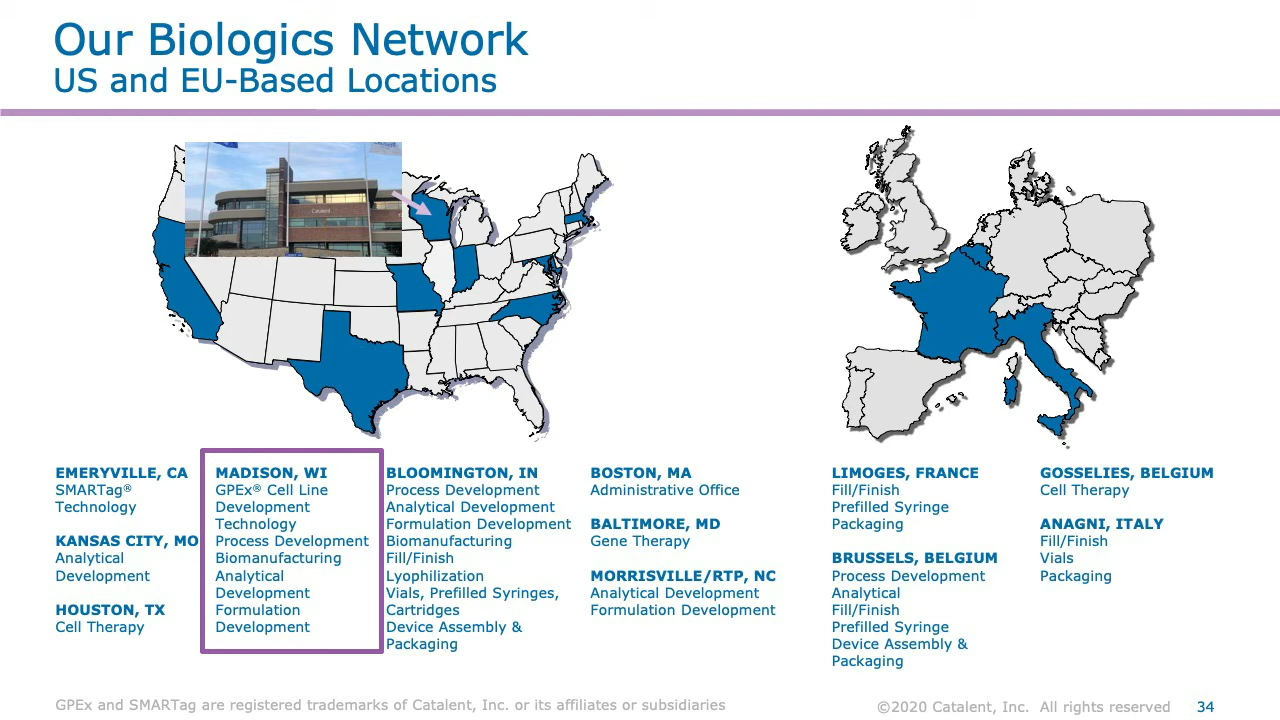 Our Biologics Network
US and EU-Based Locations
Catalent
EMERYVILLE, CA
SMARTag®
Technology
KANSAS CITY, MO
Analytical
Development
HOUSTON, TX
Cell Therapy
MADISON, WI
GPEx® Cell Line
Development
Technology
Process Development
Biomanufacturing
Analytical
Development
Formulation
Development
BLOOMINGTON, IN
Process Development
Analytical Development
Formulation Development
Biomanufacturing
Fill/Finish
Lyophilization
Vials, Prefilled Syringes,
Cartridges
Device Assembly &
Packaging
BOSTON, MA
Administrative Office
BALTIMORE, MD
Gene Therapy
MORRISVILLE/RTP, NC
Analytical Development
Formulation Development
LIMOGES, FRANCE
Fill/Finish
Prefilled Syringe
Packaging
BRUSSELS, BELGIUM
Process Development
Analytical
Fill/Finish
Prefilled Syringe
Device Assembly &
Packaging
GOSSELIES, BELGIUM
Cell Therapy
ANAGNI, ITALY
Fill/Finish
Vials
Packaging
GPEx and SMARTag are registered trademarks of Catalent, Inc. or its affiliates or subsidiaries
©2020 Catalent, Inc. All rights reserved 34